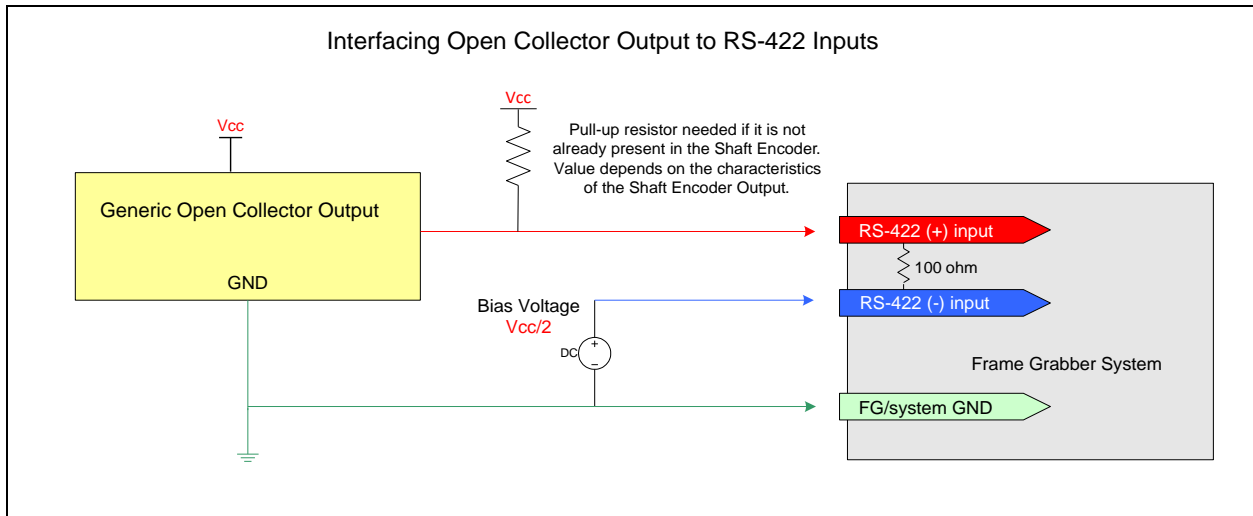 Interfacing Open Collector Output to RS-422 Inputs
Vcc
Vcc
Pull-up resistor needed if it is not
already present in the Shaft Encoder.
Value depends on the characteristics
of the Shaft Encoder Output.
Generic Open Collector Output
GND
RS-422 (+) input
100 ohm
RS-422 (-) input
Bias Voltage
Vcc/2
DC
+
−
Frame Grabber System
FG/system GND